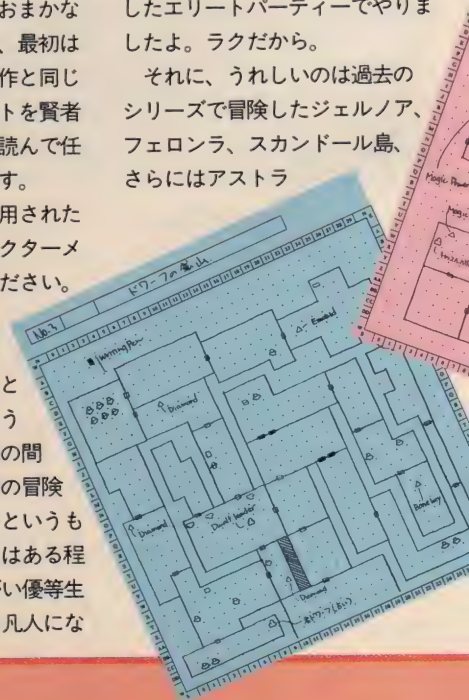 おまかな
、最初は
作と同じ
トを賢者
読んで任
す。
用された
クターメ
ださい。
と
う
の間
の冒険
というも
はある程
い優等生
凡人にな
したエリートパーティーでやりま
したよ。ラクだから。
それに、うれしいのは過去の
シリーズで冒険したジェルノア、
フェロンラ、スカンドール島、
さらにはアストラ
No.3
ドワーフの鉱山
Writing Pen
Emerald
Diamond
Diamond
Dwarf leader
Bone key
Diamond
Magic
Magic